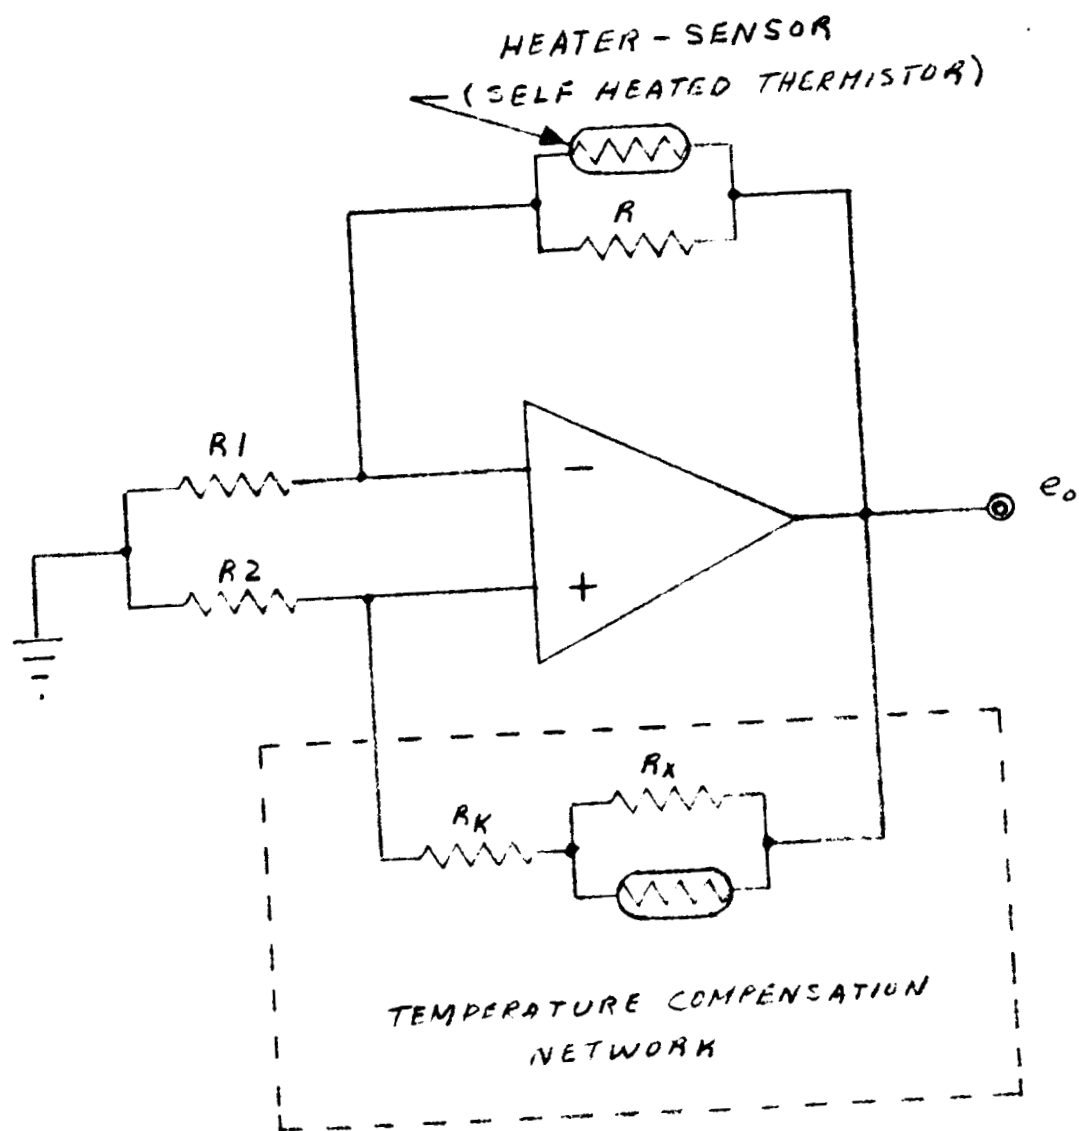 HEATER - SENSOR
(SELF HEATED THERMISTOR)
R
R1
−
e₀
R2
+
Rx
RK
TEMPERATURE COMPENSATION
NETWORK